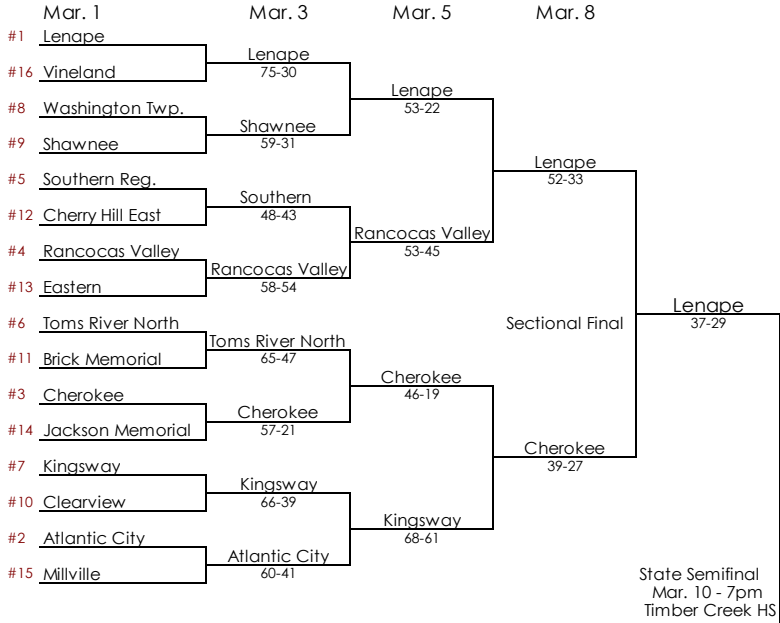 Mar. 1 Mar. 3 Mar. 5 Mar. 8
#1 Lenape
Lenape
75-30
#16 Vineland
Lenape
53-22
#8 Washington Twp.
Shawnee
59-31
#9 Shawnee
Lenape
52-33
#5 Southern Reg.
Southern
48-43
#12 Cherry Hill East
Rancocas Valley
53-45
#4 Rancocas Valley
Rancocas Valley
58-54
#13 Eastern
Lenape
37-29
Sectional Final
#6 Toms River North
Toms River North
65-47
#11 Brick Memorial
Cherokee
46-19
#3 Cherokee
Cherokee
57-21
#14 Jackson Memorial
Cherokee
39-27
#7 Kingsway
Kingsway
66-39
#10 Clearview
Kingsway
68-61
#2 Atlantic City
Atlantic City
60-41
#15 Millville
State Semifinal
Mar. 10 - 7pm
Timber Creek HS